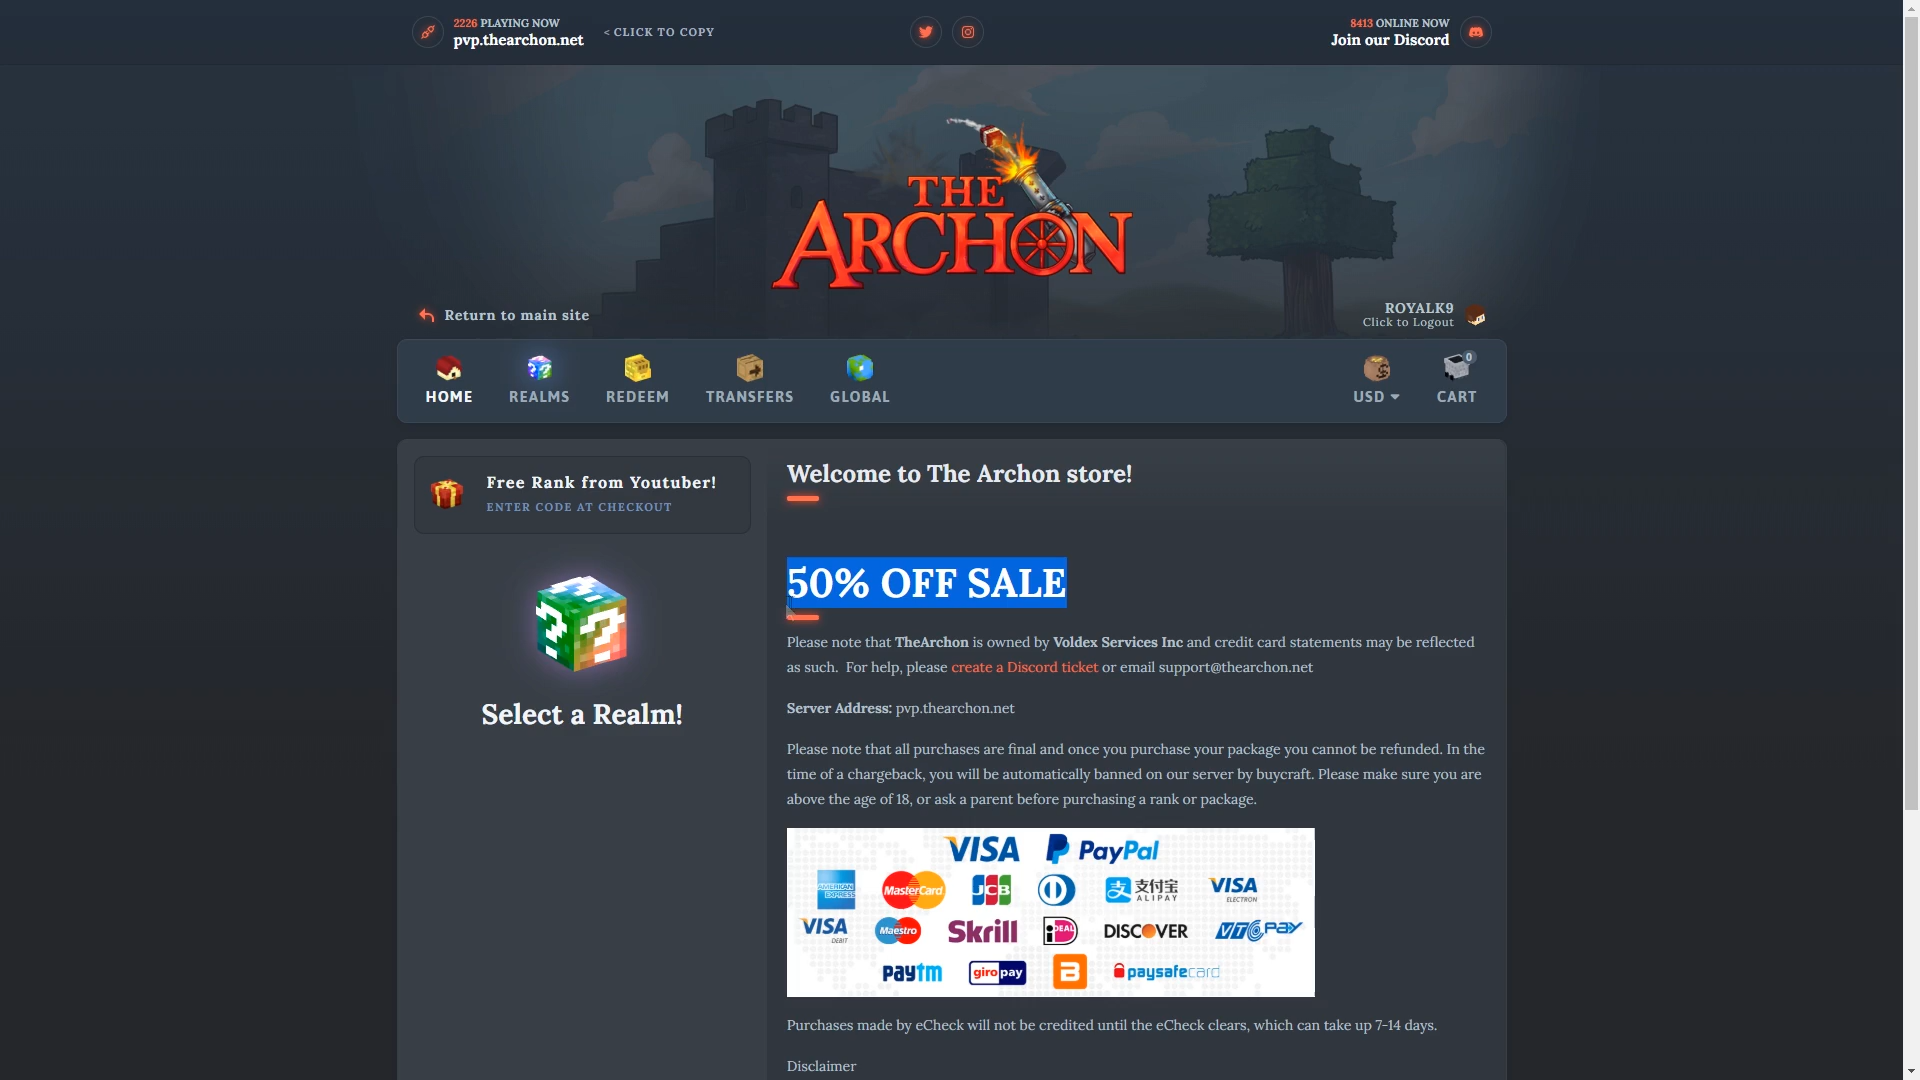 2226 PLAYING NOW
pvp.thearchon.net
< CLICK TO COPY
8413 ONLINE NOW
Join our Discord
THE
ARCHON
Return to main site
ROYALK9
Click to Logout
HOME
REALMS
REDEEM
TRANSFERS
GLOBAL
USD
0
CART
Free Rank from Youtuber!
ENTER CODE AT CHECKOUT
Select a Realm!
Welcome to The Archon store!
50% OFF SALE
Please note that TheArchon is owned by Voldex Services Inc and credit card statements may be reflected
as such. For help, please create a Discord ticket or email support@thearchon.net
Server Address: pvp.thearchon.net
Please note that all purchases are final and once you purchase your package you cannot be refunded. In the
time of a chargeback, you will be automatically banned on our server by buycraft. Please make sure you are
above the age of 18, or ask a parent before purchasing a rank or package.
VISA PayPal
AMERICAN EXPRESS MasterCard JCB 支付宝 ALIPAY VISA ELECTRON
VISA DEBIT Maestro Skrill iDEAL DISCOVER VTC PAY
paytm giro pay B paysafecard
Purchases made by eCheck will not be credited until the eCheck clears, which can take up 7-14 days.
Disclaimer